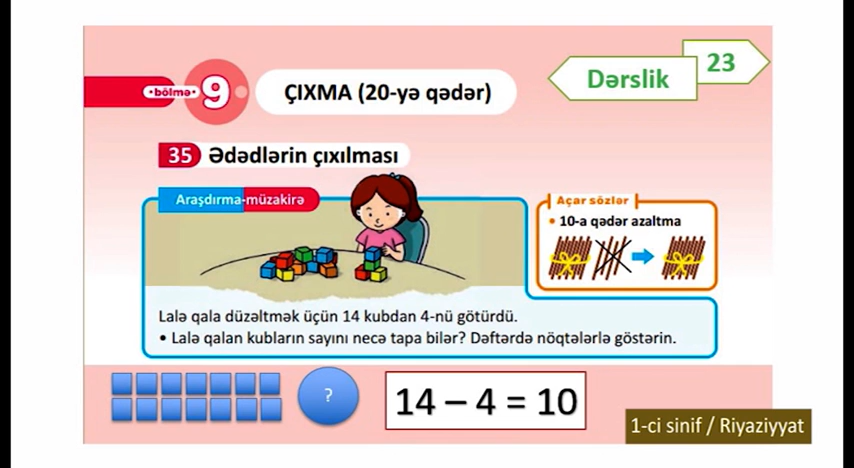 •bölmə• 9
ÇIXMA (20-yə qədər)
Dərslik
23
35 Ədədlərin çıxılması
Araşdırma-müzakirə
Açar sözlər
• 10-a qədər azaltma
Lalə qala düzəltmək üçün 14 kubdan 4-nü götürdü.
• Lalə qalan kubların sayını necə tapa bilər? Dəftərdə nöqtələrlə göstərin.
?
14 – 4 = 10
1-ci sinif / Riyaziyyat